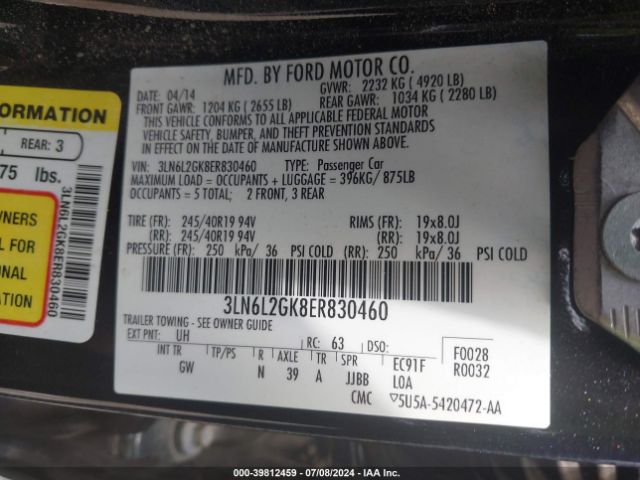 MFD. BY FORD MOTOR CO.
DATE: 04/14 GVWR: 2232 KG ( 4920 LB)
FRONT GAWR: 1204 KG ( 2655 LB) REAR GAWR: 1034 KG ( 2280 LB)
THIS VEHICLE CONFORMS TO ALL APPLICABLE FEDERAL MOTOR
VEHICLE SAFETY, BUMPER, AND THEFT PREVENTION STANDARDS
IN EFFECT ON THE DATE OF MANUFACTURE SHOWN ABOVE.
VIN: 3LN6L2GK8ER830460 TYPE: Passenger Car
MAXIMUM LOAD = OCCUPANTS + LUGGAGE = 396KG/ 875LB
OCCUPANTS = 5 TOTAL; 2 FRONT, 3 REAR
TIRE (FR): 245/40R19 94V RIMS (FR): 19x8.0J
(RR): 245/40R19 94V (RR): 19x8.0J
PRESSURE (FR): 250 kPa/ 36 PSI COLD (RR): 250 kPa/ 36 PSI COLD
3LN6L2GK8ER830460
TRAILER TOWING - SEE OWNER GUIDE
EXT PNT: UH RC: 63 DSO: F0028
INT TR TP/PS R AXLE TR SPR EC91F R0032
GW N 39 A JJBB L0A
CMC ▽5U5A-5420472-AA
FORMATION
REAR: 3
75 lbs.
3LN6L2GK8ER830460
WNERS
L FOR
ONAL
000-39812459 - 07/08/2024 - IAA Inc.